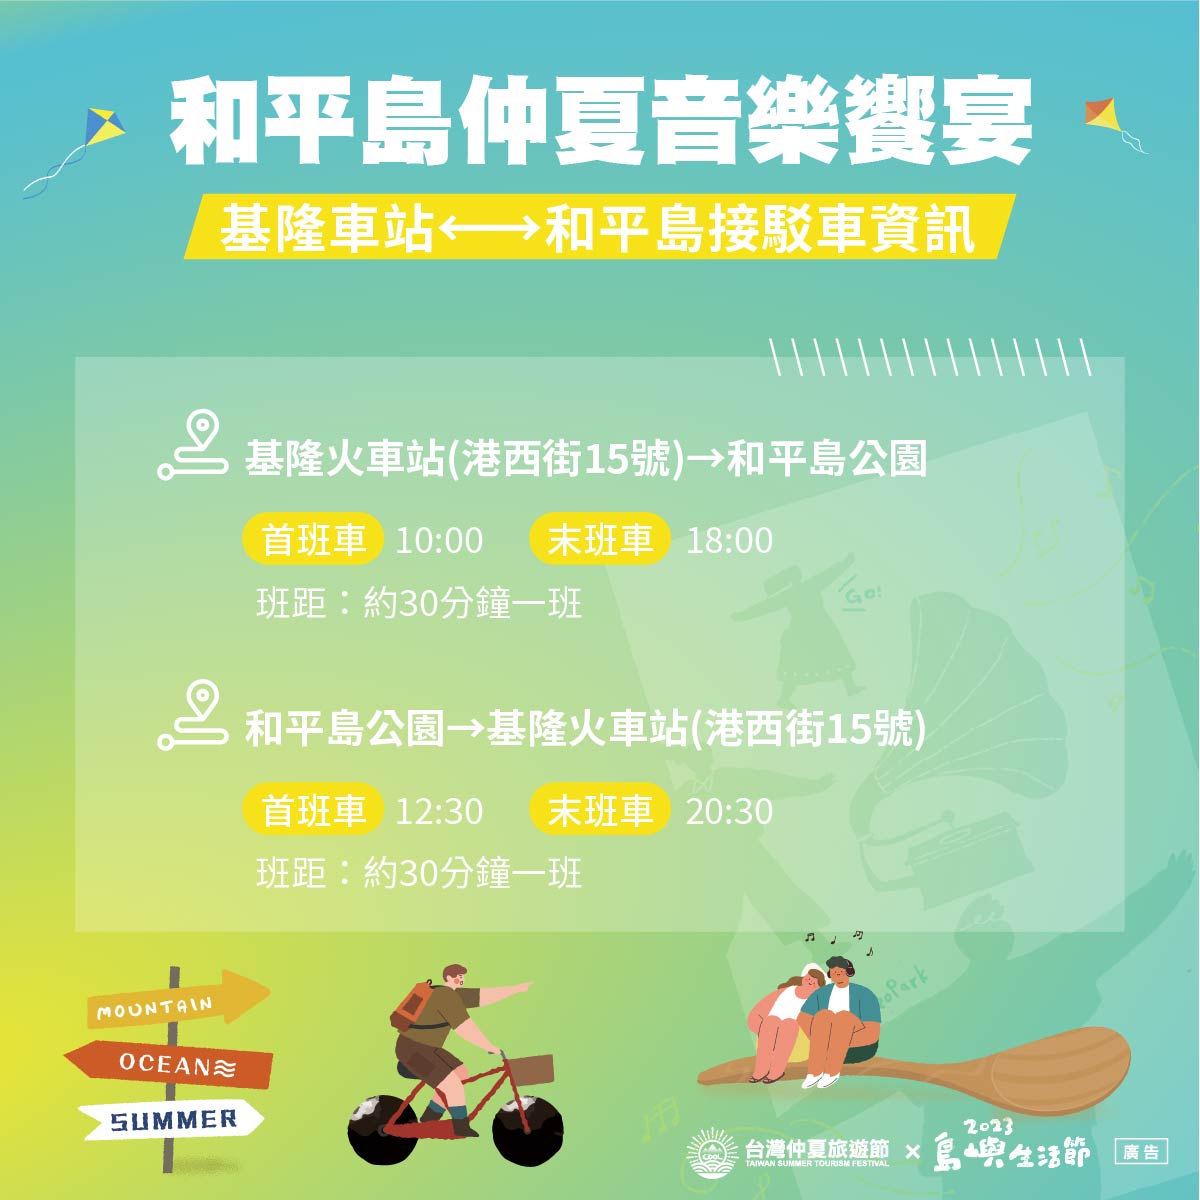 和平島仲夏音樂饗宴
基隆車站⟷和平島接駁車資訊
基隆火車站(港西街15號)→和平島公園
首班車 10:00 末班車 18:00
班距：約30分鐘一班
Go!
和平島公園→基隆火車站(港西街15號)
首班車 12:30 末班車 20:30
班距：約30分鐘一班
MOUNTAIN
OCEAN
SUMMER
台灣仲夏旅遊節 × 2023 島嶼生活節 廣告
TAIWAN SUMMER TOURISM FESTIVAL